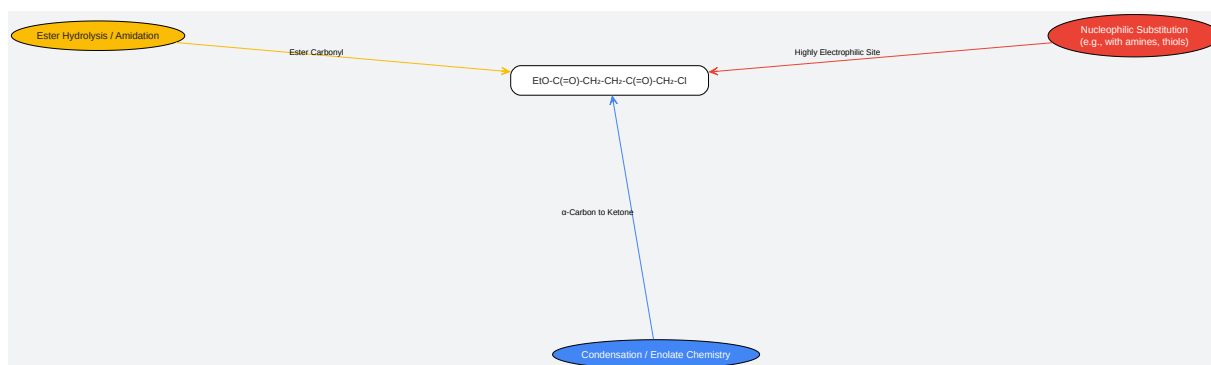 Ester Hydrolysis / Amidation
Nucleophilic Substitution
(e.g., with amines, thiols)
Ester Carbonyl
Highly Electrophilic Site
EtO-C(=O)-CH₂-CH₂-C(=O)-CH₂-Cl
α-Carbon to Ketone
Condensation / Enolate Chemistry